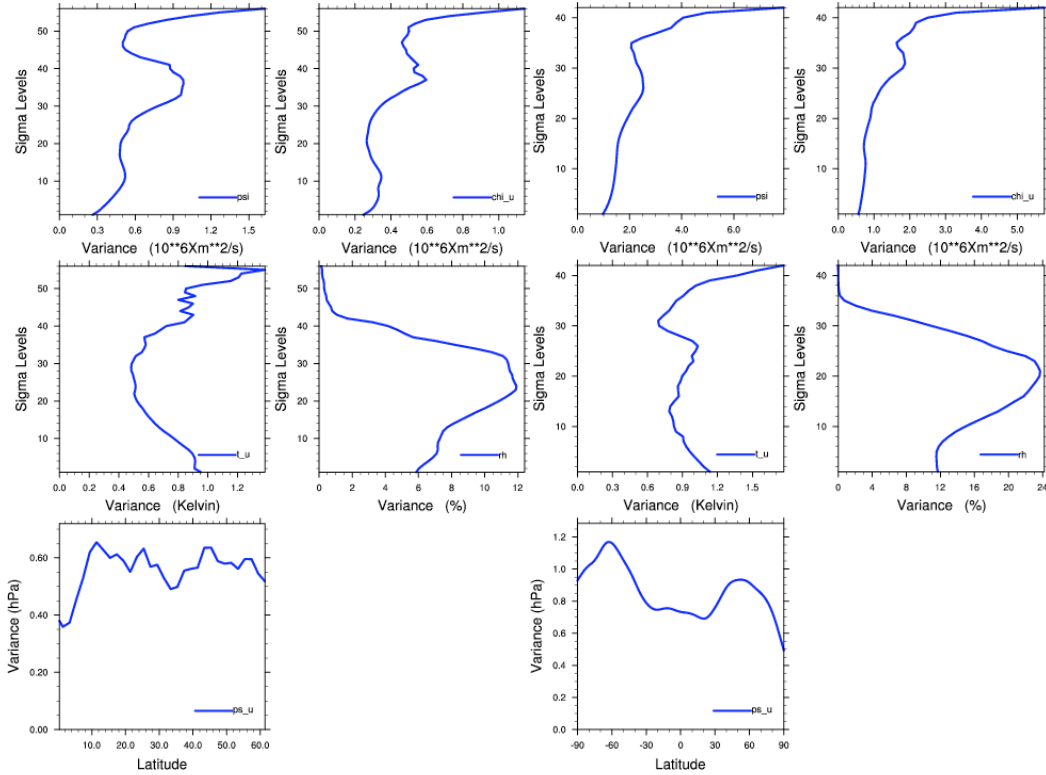 50
40
30
20
10
Sigma Levels
psi
0.0 0.3 0.6 0.9 1.2 1.5
Variance (10**6Xm**2/s)
50
40
30
20
10
Sigma Levels
chi_u
0.0 0.2 0.4 0.6 0.8 1.0
Variance (10**6Xm**2/s)
40
30
20
10
Sigma Levels
psi
0.0 2.0 4.0 6.0
Variance (10**6Xm**2/s)
40
30
20
10
Sigma Levels
chi_u
0.0 1.0 2.0 3.0 4.0 5.0
Variance (10**6Xm**2/s)
50
40
30
20
10
Sigma Levels
t_u
0.0 0.2 0.4 0.6 0.8 1.0 1.2
Variance (Kelvin)
50
40
30
20
10
Sigma Levels
rh
0 2 4 6 8 10 12
Variance (%)
40
30
20
10
Sigma Levels
t_u
0.0 0.3 0.6 0.9 1.2 1.5
Variance (Kelvin)
40
30
20
10
Sigma Levels
rh
0 4 8 12 16 20 24
Variance (%)
0.60
0.40
0.20
0.00
Variance (hPa)
ps_u
10.0 20.0 30.0 40.0 50.0 60.0
Latitude
1.2
1.0
0.8
0.6
0.4
0.2
0.0
Variance (hPa)
ps_u
-90 -60 -30 0 30 60 90
Latitude